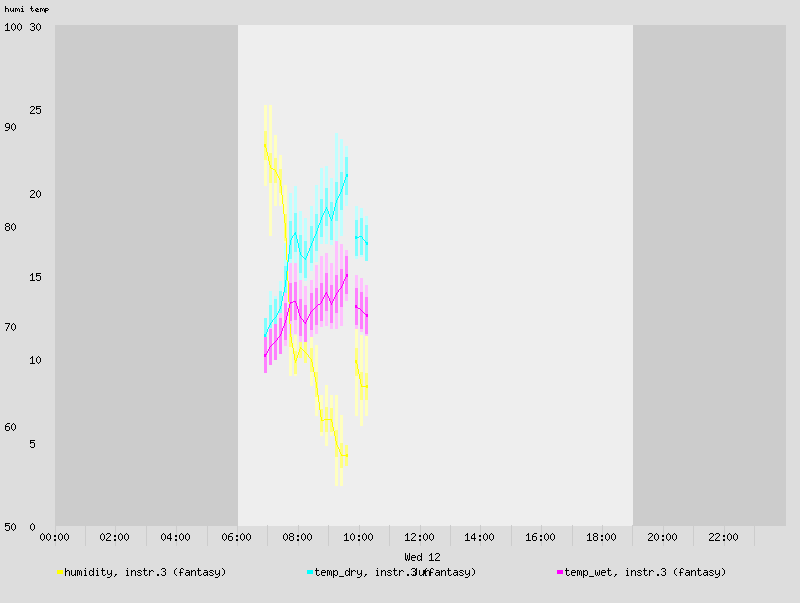 humi temp
100 30
25
90
20
80
15
70
10
60
5
50 0
00:00 02:00 04:00 06:00 08:00 10:00 12:00 14:00 16:00 18:00 20:00 22:00
Wed 12
Jun
humidity, instr.3 (fantasy) temp_dry, instr.3 (fantasy) temp_wet, instr.3 (fantasy)